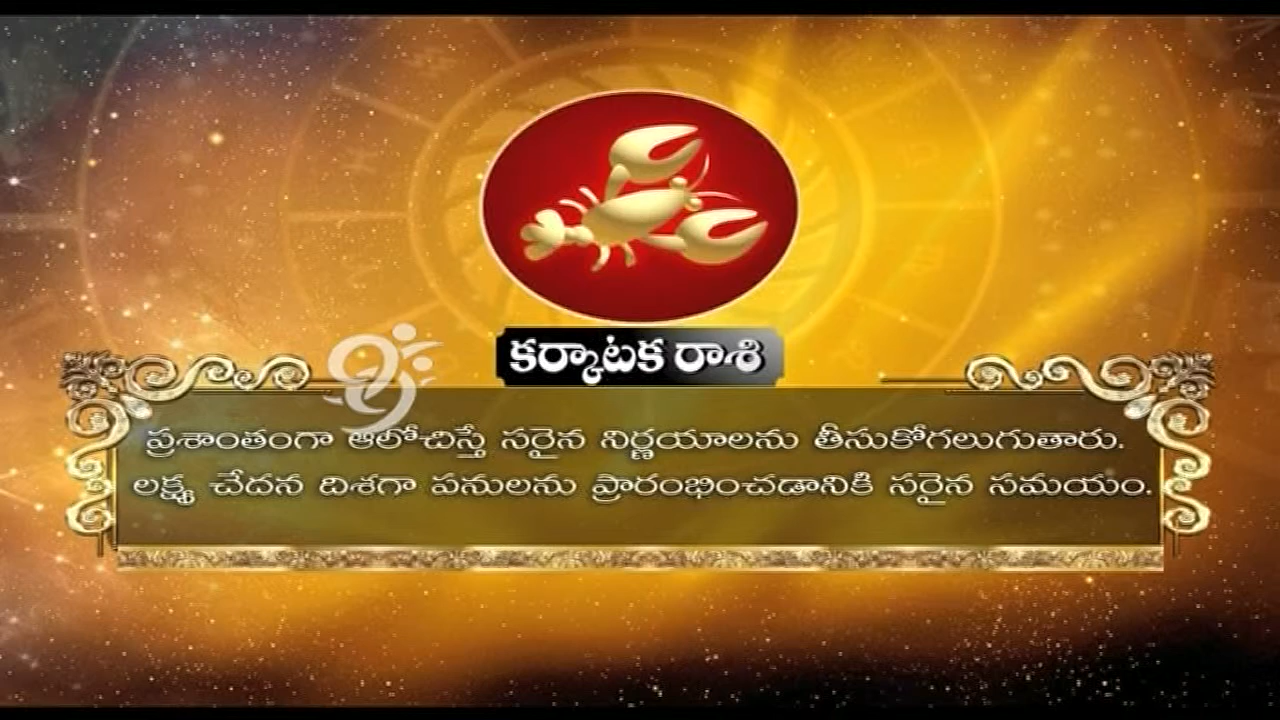 కర్కాటక రాశి
ప్రశాంతంగా ఆలోచిస్తే సరైన నిర్ణయాలను తీసుకోగలుగుతారు.
లక్ష్య చేదన దిశగా పనులను ప్రారంభించడానికి సరైన సమయం.